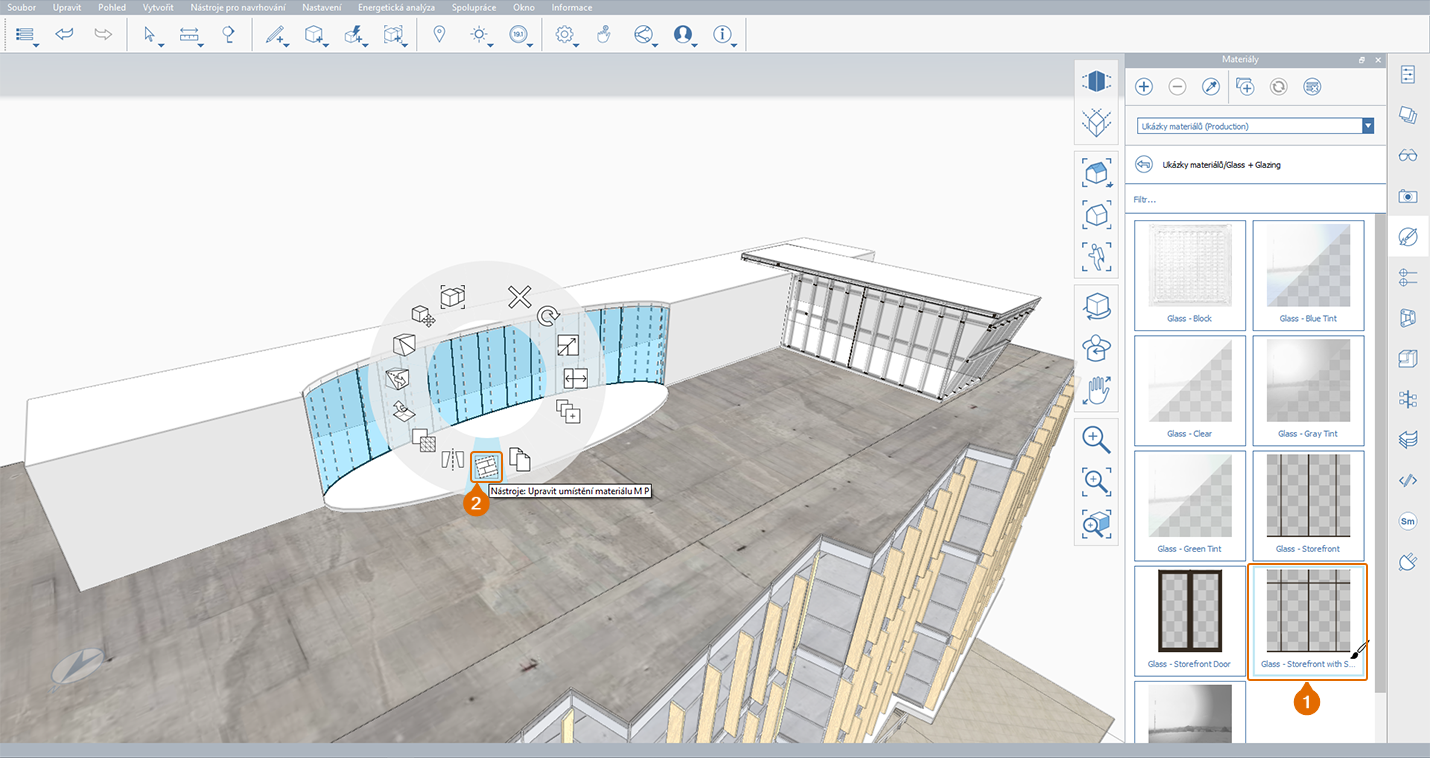 Soubor Upravit Pohled Vytvořit Nástroje pro navrhování Nastavení Energetická analýza Spolupráce Okno Informace
19.1
Materiály
Ukázky materiálů (Production)
Ukázky materiálů/Glass + Glazing
Filtr...
Glass - Block
Glass - Blue Tint
Glass - Clear
Glass - Gray Tint
Glass - Green Tint
Glass - Storefront
Glass - Storefront Door
Glass - Storefront with S...
1
2
Nástroje: Upravit umístění materiálu M P
Sm